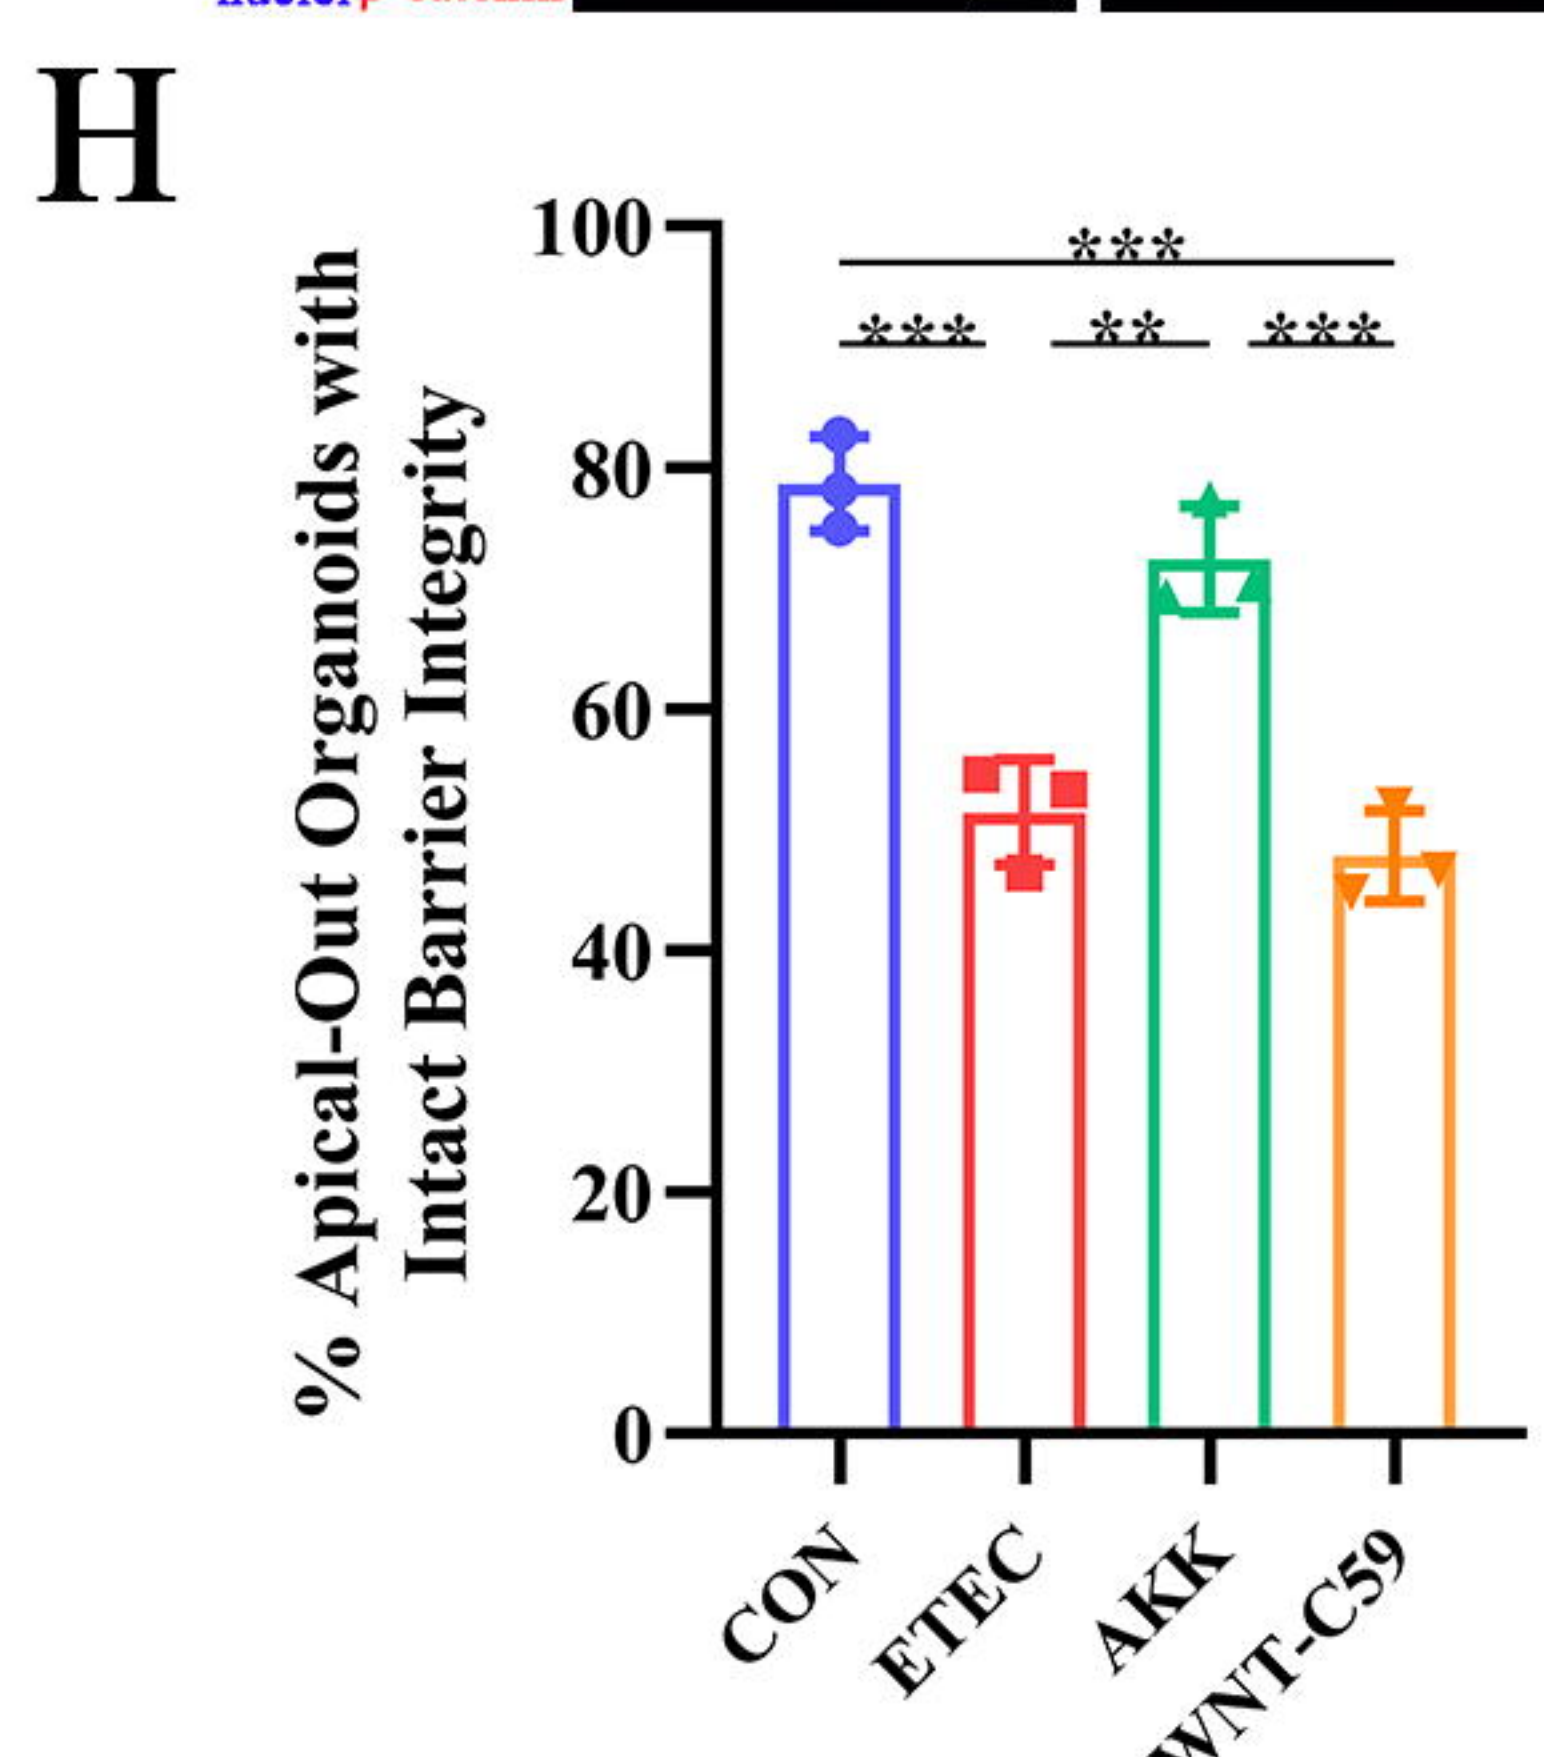 H
% Apical-Out Organoids with
Intact Barrier Integrity
100
80
60
40
20
0
***
***
**
***
CON
ETEC
AKK
WNT-C59